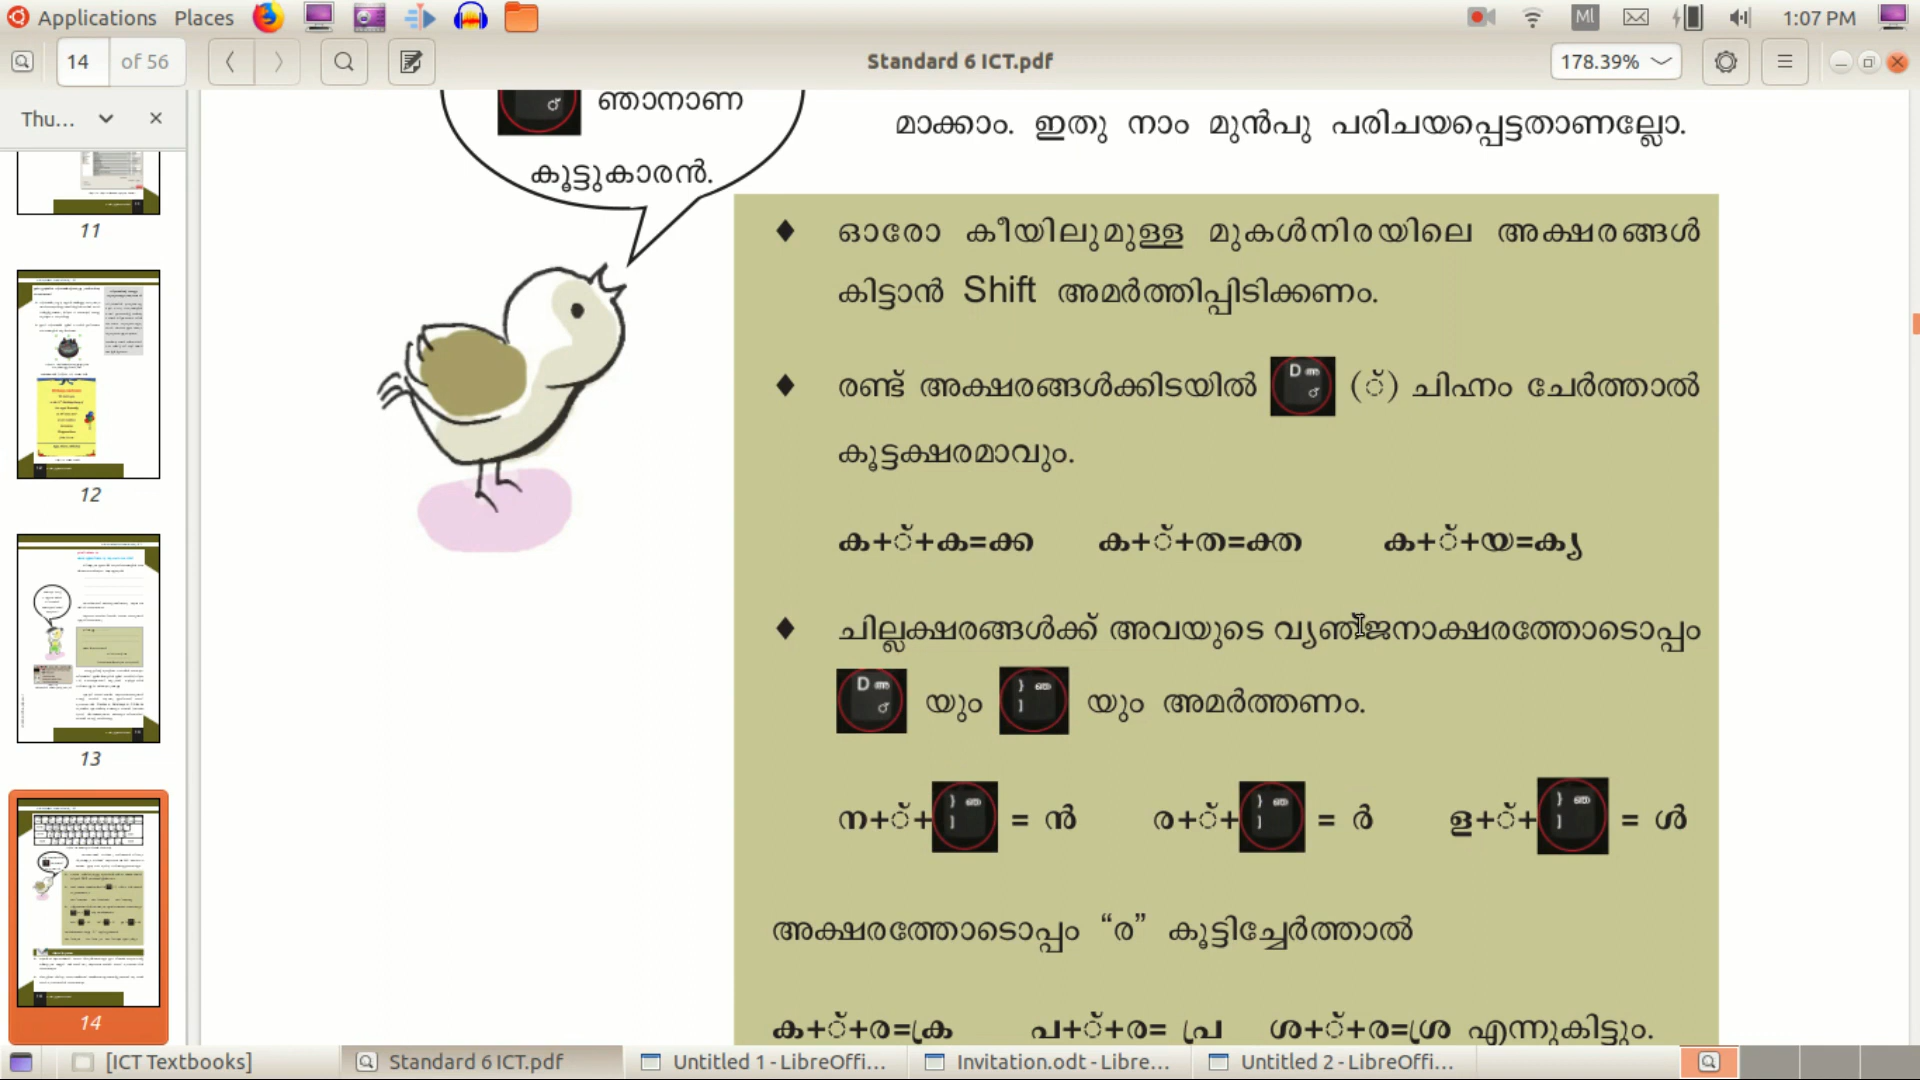 Applications Places Ml 1:07 PM
14 of 56 Standard 6 ICT.pdf 178.39%
Thu...
11
12
13
14
ഞാനാണ
കൂട്ടുകാരൻ.
മാക്കാം. ഇതു നാം മുൻപു പരിചയപ്പെട്ടതാണല്ലോ.
♦ ഓരോ കീയിലുമുള്ള മുകൾനിരയിലെ അക്ഷരങ്ങൾ
കിട്ടാൻ Shift അമർത്തിപ്പിടിക്കണം.
♦ രണ്ട് അക്ഷരങ്ങൾക്കിടയിൽ D അ ് (്) ചിഹ്നം ചേർത്താൽ
കൂട്ടക്ഷരമാവും.
ക+്+ക=ക്ക ക+്+ത=ക്ത ക+്+യ=ക്യ
♦ ചില്ലക്ഷരങ്ങൾക്ക് അവയുടെ വ്യഞ്ജനാക്ഷരത്തോടൊപ്പം
D അ ് യും } ഞ ] യും അമർത്തണം.
ന+്+ } ഞ ] = ൻ ര+്+ } ഞ ] = ർ ള+്+ } ഞ ] = ൾ
അക്ഷരത്തോടൊപ്പം “ര” കൂട്ടിച്ചേർത്താൽ
ക+്+ര=ക്ര പ+്+ര= പ്ര ശ+്+ര=ശ്ര എന്നുകിട്ടും.
[ICT Textbooks] Standard 6 ICT.pdf Untitled 1 - LibreOffi... Invitation.odt - Libre... Untitled 2 - LibreOffi...